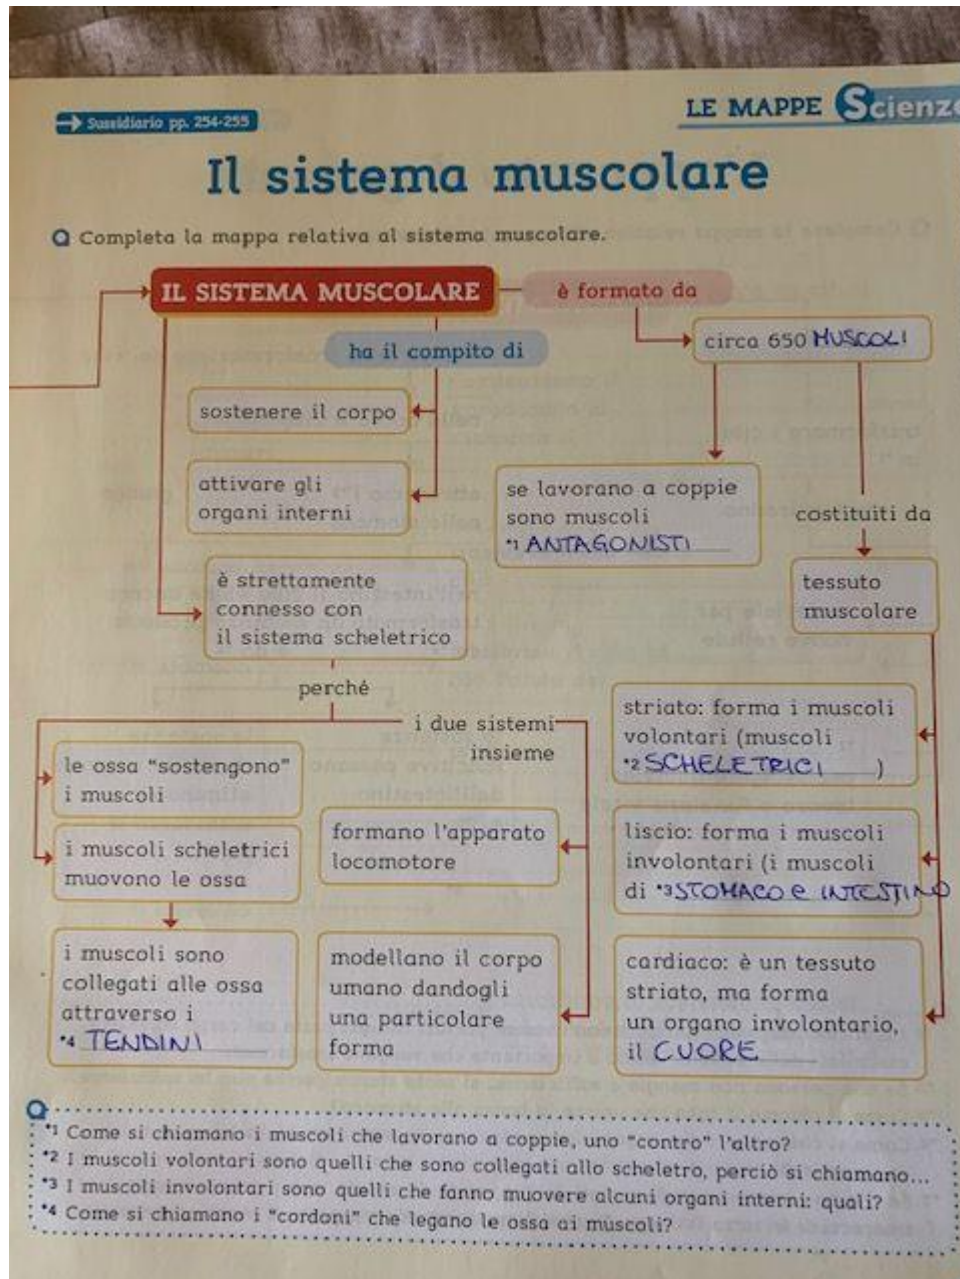 Sussidiario pp. 254-255
LE MAPPE Scienze
Il sistema muscolare
Completa la mappa relativa al sistema muscolare.
IL SISTEMA MUSCOLARE
è formato da
circa 650 MUSCOLI
ha il compito di
sostenere il corpo
attivare gli
organi interni
se lavorano a coppie
sono muscoli
*1 ANTAGONISTI
costituiti da
tessuto
muscolare
è strettamente
connesso con
il sistema scheletrico
perché
i due sistemi
insieme
le ossa “sostengono”
i muscoli
i muscoli scheletrici
muovono le ossa
i muscoli sono
collegati alle ossa
attraverso i
*4 TENDINI
formano l'apparato
locomotore
modellano il corpo
umano dandogli
una particolare
forma
striato: forma i muscoli
volontari (muscoli
*2 SCHELETRICI )
liscio: forma i muscoli
involontari (i muscoli
di *3 STOMACO e INTESTINO
cardiaco: è un tessuto
striato, ma forma
un organo involontario,
il CUORE
*1 Come si chiamano i muscoli che lavorano a coppie, uno “contro” l'altro?
*2 I muscoli volontari sono quelli che sono collegati allo scheletro, perciò si chiamano...
*3 I muscoli involontari sono quelli che fanno muovere alcuni organi interni: quali?
*4 Come si chiamano i “cordoni” che legano le ossa ai muscoli?